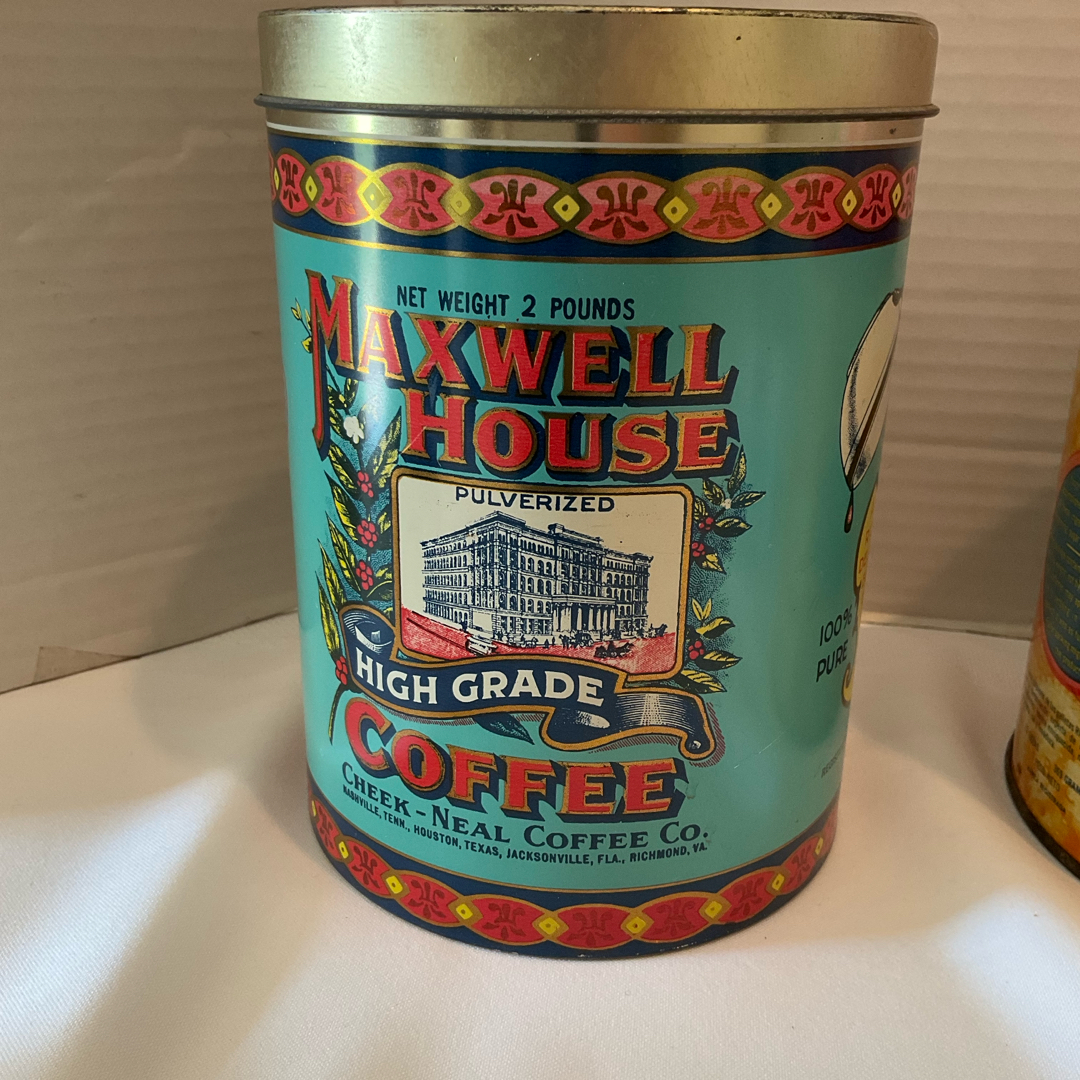 NET WEIGHT 2 POUNDS
MAXWELL
HOUSE
PULVERIZED
HIGH GRADE
COFFEE
CHEEK-NEAL COFFEE CO.
NASHVILLE, TENN., HOUSTON, TEXAS, JACKSONVILLE, FLA., RICHMOND, VA.
100%
PURE